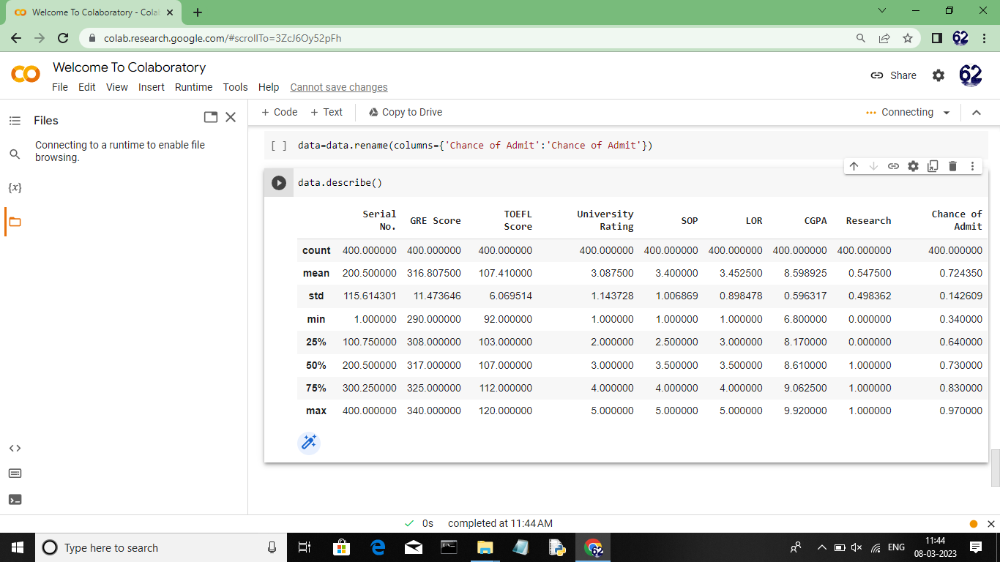 Welcome To Colaboratory - Cola
colab.research.google.com/#scrollTo=3ZcJ6Oy52pFh
62
Welcome To Colaboratory
File Edit View Insert Runtime Tools Help Cannot save changes
Share
62
Files
Connecting to a runtime to enable file
browsing.
{x}
+ Code + Text Copy to Drive
Connecting
[ ] data=data.rename(columns={'Chance of Admit':'Chance of Admit'})
data.describe()
Serial No. GRE Score TOEFL Score University Rating SOP LOR CGPA Research Chance of Admit
count 400.000000 400.000000 400.000000 400.000000 400.000000 400.000000 400.000000 400.000000 400.000000
mean 200.500000 316.807500 107.410000 3.087500 3.400000 3.452500 8.598925 0.547500 0.724350
std 115.614301 11.473646 6.069514 1.143728 1.006869 0.898478 0.596317 0.498362 0.142609
min 1.000000 290.000000 92.000000 1.000000 1.000000 1.000000 6.800000 0.000000 0.340000
25% 100.750000 308.000000 103.000000 2.000000 2.500000 3.000000 8.170000 0.000000 0.640000
50% 200.500000 317.000000 107.000000 3.000000 3.500000 3.500000 8.610000 1.000000 0.730000
75% 300.250000 325.000000 112.000000 4.000000 4.000000 4.000000 9.062500 1.000000 0.830000
max 400.000000 340.000000 120.000000 5.000000 5.000000 5.000000 9.920000 1.000000 0.970000
0s completed at 11:44 AM
Type here to search
62
ENG
11:44
08-03-2023